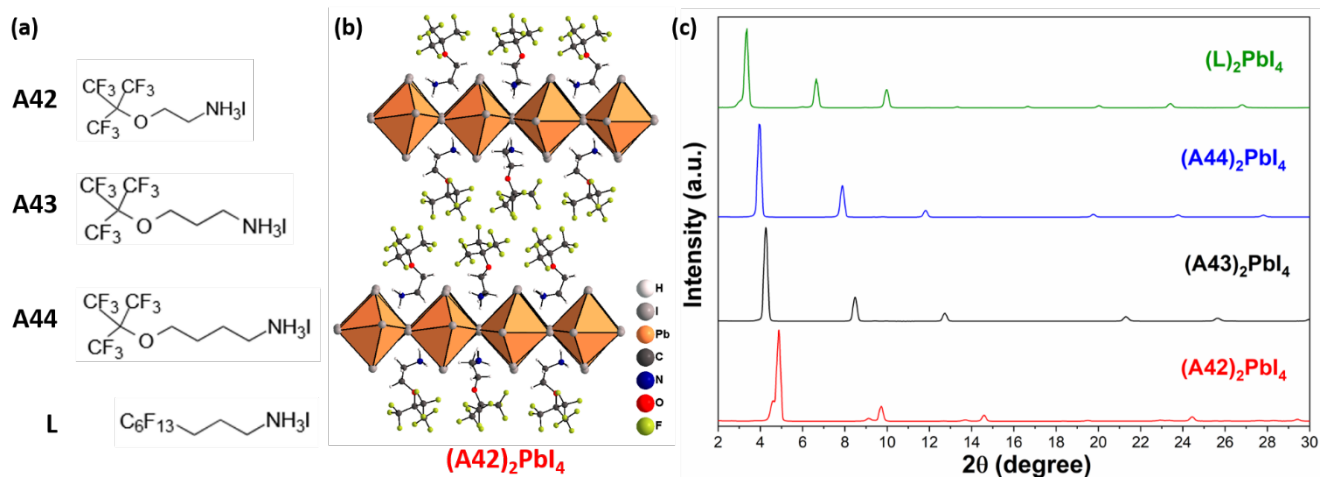 (a)
A42
CF₃ CF₃
CF₃ O NH₃I
A43
CF₃ CF₃
CF₃ O NH₃I
A44
CF₃ CF₃
CF₃ O NH₃I
L
C₆F₁₃ NH₃I
(b)
H
I
Pb
C
N
O
F
(A42)₂PbI₄
(c)
Intensity (a.u.)
(L)₂PbI₄
(A44)₂PbI₄
(A43)₂PbI₄
(A42)₂PbI₄
2 4 6 8 10 12 14 16 18 20 22 24 26 28 30
2θ (degree)